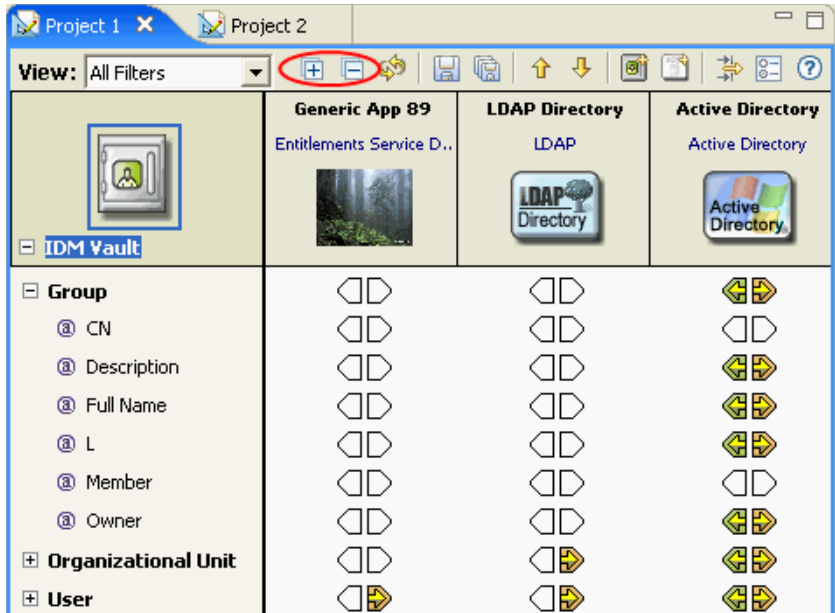 Project 1 Project 2
View: All Filters
Generic App 89 LDAP Directory Active Directory
Entitlements Service D.. LDAP Active Directory
LDAP Directory
Active Directory
IDM Vault
Group
@ CN
@ Description
@ Full Name
@ L
@ Member
@ Owner
Organizational Unit
User